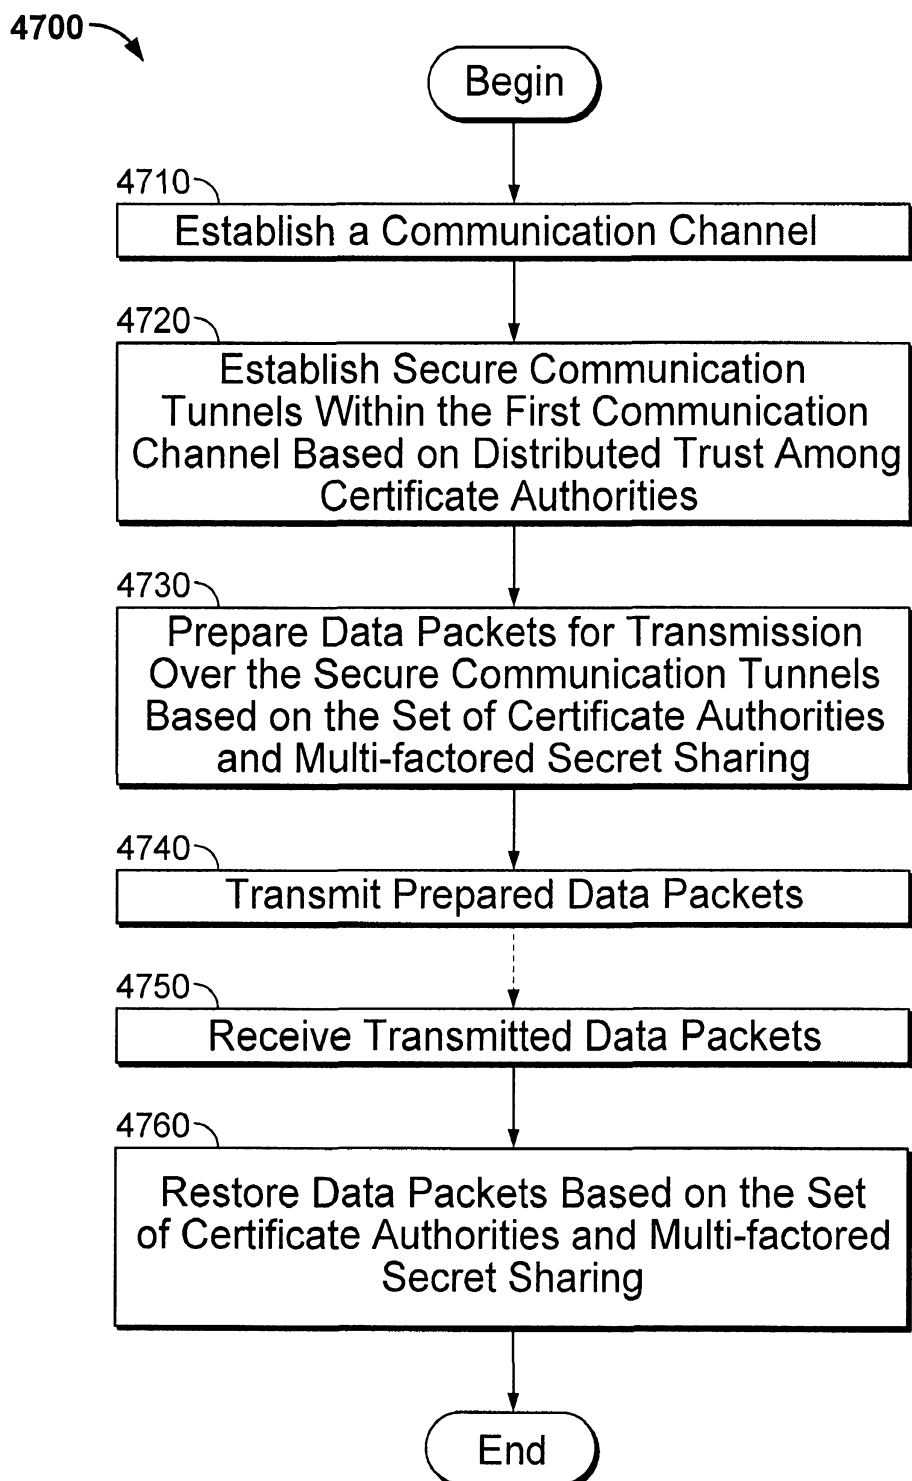 4700
Begin
4710
Establish a Communication Channel
4720
Establish Secure Communication
Tunnels Within the First Communication
Channel Based on Distributed Trust Among
Certificate Authorities
4730
Prepare Data Packets for Transmission
Over the Secure Communication Tunnels
Based on the Set of Certificate Authorities
and Multi-factored Secret Sharing
4740
Transmit Prepared Data Packets
4750
Receive Transmitted Data Packets
4760
Restore Data Packets Based on the Set
of Certificate Authorities and Multi-factored
Secret Sharing
End